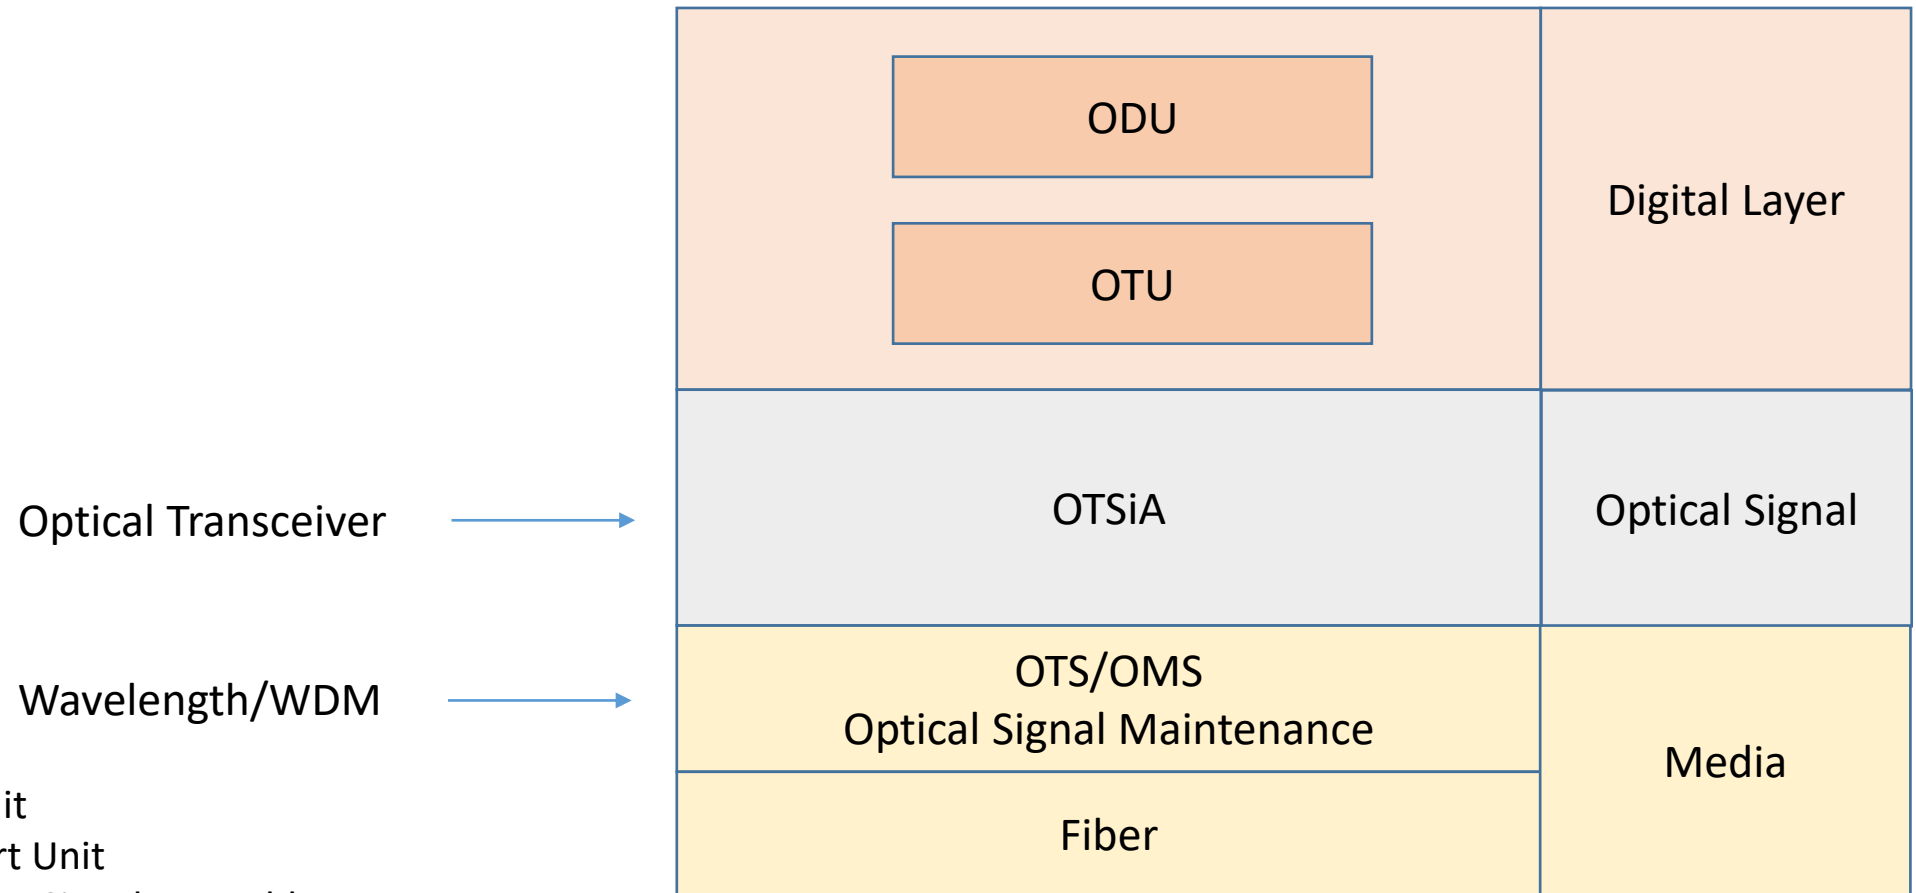 ODU
Digital Layer
OTU
Optical Transceiver
OTSiA
Optical Signal
Wavelength/WDM
OTS/OMS
Optical Signal Maintenance
Media
Fiber
it
rt Unit